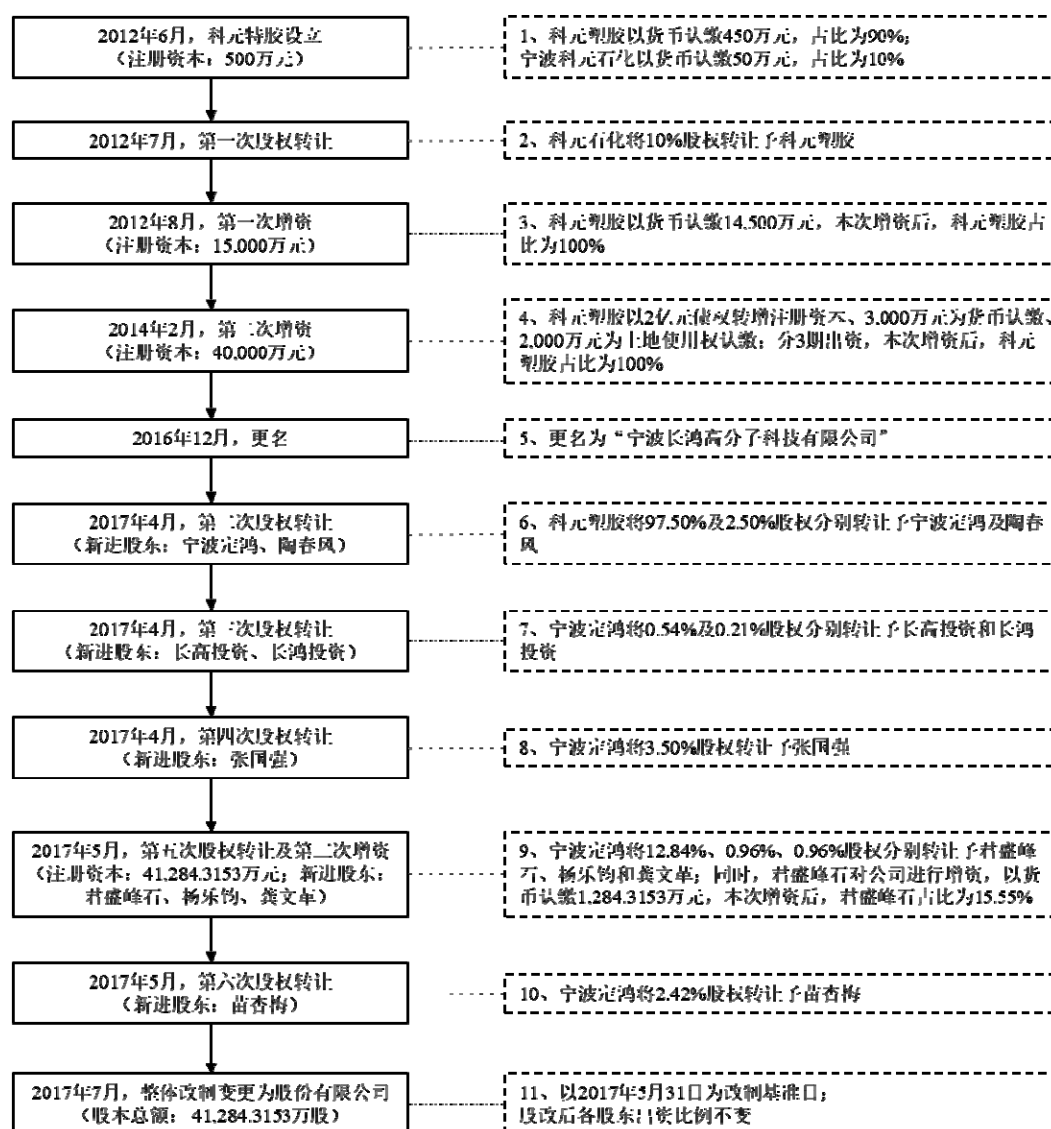 2012年6月，科元特胶设立
（注册资本：500万元）
1、科元塑胶以货币认缴450万元，占比为90%；
宁波科元石化以货币认缴50万元，占比为10%
2012年7月，第一次股权转让
2、科元石化将10%股权转让予科元塑胶
2012年8月，第一次增资
（注册资本：15,000万元）
3、科元塑胶以货币认缴14,500万元，本次增资后，科元塑胶占
比为100%
2014年2月，第二次增资
（注册资本：40,000万元）
4、科元塑胶以2亿元债权转增注册资本、3,000万元为货币认缴、
2,000万元为土地使用权认缴；分3期出资，本次增资后，科元
塑胶占比为100%
2016年12月，更名
5、更名为“宁波长鸿高分子科技有限公司”
2017年4月，第二次股权转让
（新进股东：宁波定鸿、陶春风）
6、科元塑胶将97.50%及2.50%股权分别转让予宁波定鸿及陶春
风
2017年4月，第三次股权转让
（新进股东：长高投资、长鸿投资）
7、宁波定鸿将0.54%及0.21%股权分别转让予长高投资和长鸿
投资
2017年4月，第四次股权转让
（新进股东：张国强）
8、宁波定鸿将3.50%股权转让予张国强
2017年5月，第五次股权转让及第三次增资
（注册资本：41,284.3153万元；新进股东：
君盛峰石、杨乐钧、龚文革）
9、宁波定鸿将12.84%、0.96%、0.96%股权分别转让予君盛峰
石、杨乐钧和龚文革；同时，君盛峰石对公司进行增资，以货
币认缴1,284.3153万元，本次增资后，君盛峰石占比为15.55%
2017年5月，第六次股权转让
（新进股东：苗杏梅）
10、宁波定鸿将2.42%股权转让予苗杏梅
2017年7月，整体改制变更为股份有限公司
（股本总额：41,284.3153万股）
11、以2017年5月31日为改制基准日；
股改后各股东出资比例不变